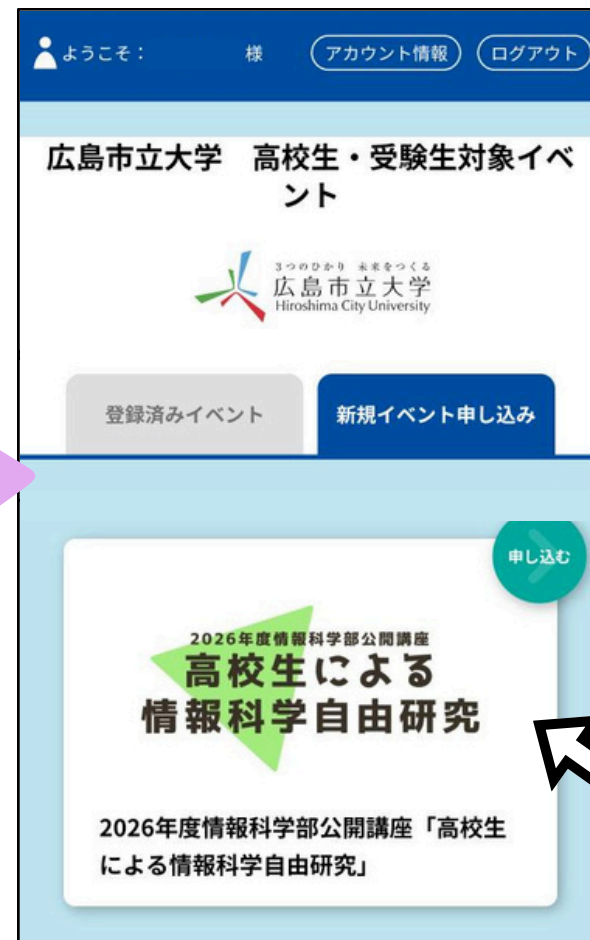 ようこそ： 様 アカウント情報 ログアウト
広島市立大学　高校生・受験生対象イベ
ント
3つのひかり 未来をつくる
広島市立大学
Hiroshima City University
登録済みイベント 新規イベント申し込み
申し込む
2026年度情報科学部公開講座
高校生による
情報科学自由研究
2026年度情報科学部公開講座「高校生
による情報科学自由研究」